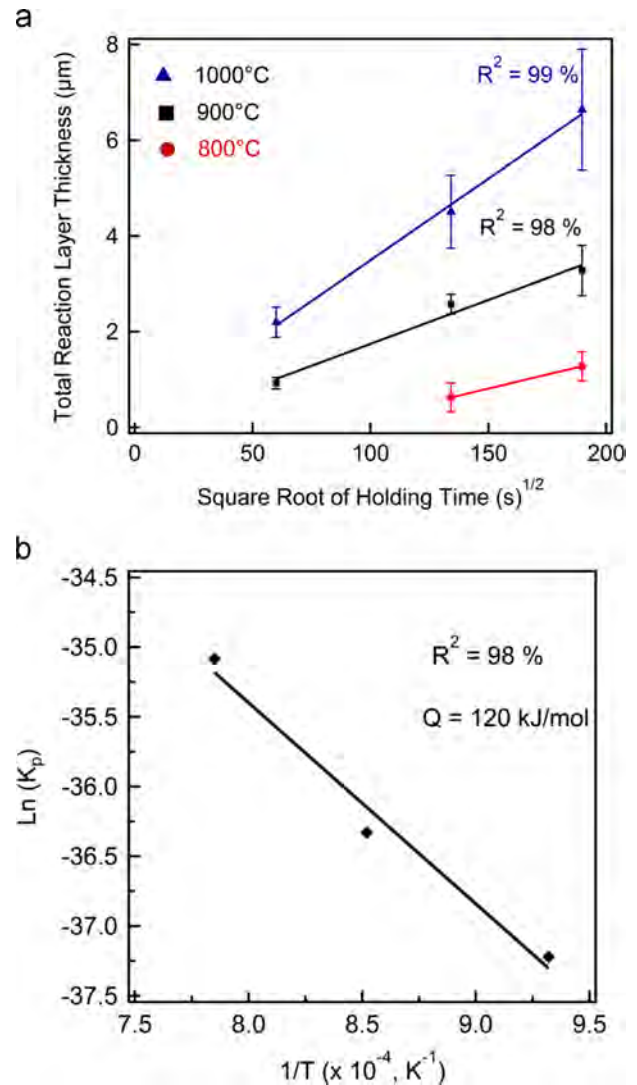 a
8
6
4
2
0
Total Reaction Layer Thickness (µm)
1000°C
900°C
800°C
R² = 99 %
R² = 98 %
0 50 100 150 200
Square Root of Holding Time (s)^1/2
b
-34.5
-35.0
-35.5
-36.0
-36.5
-37.0
-37.5
Ln (Kₚ)
R² = 98 %
Q = 120 kJ/mol
7.5 8.0 8.5 9.0 9.5
1/T (x 10⁻⁴, K⁻¹)